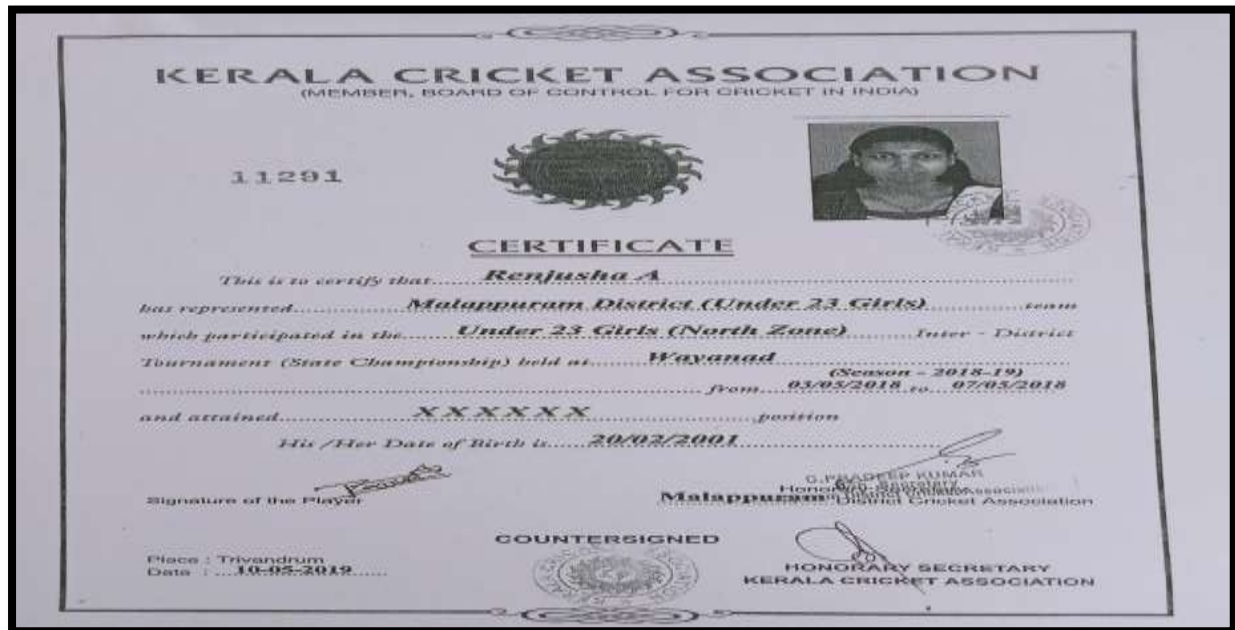 KERALA CRICKET ASSOCIATION
(MEMBER, BOARD OF CONTROL FOR CRICKET IN INDIA)
11291
CERTIFICATE
This is to certify that......Renjusha A
has represented......Malappuram District (Under 23 Girls)......team
which participated in the......Under 23 Girls (North Zone)......Inter - District
Tournament (State Championship) held at......Wayanad
(Season - 2018-19)
from...03/05/2018...to...07/05/2018
and attained......XXXXXX......position
His /Her Date of Birth is......20/02/2001
G.PRADEEP KUMAR
Signature of the Player
Malappuram District Cricket Association
COUNTERSIGNED
Place : Trivandrum
Date : ...10-05-2019......
HONORARY SECRETARY
KERALA CRICKET ASSOCIATION